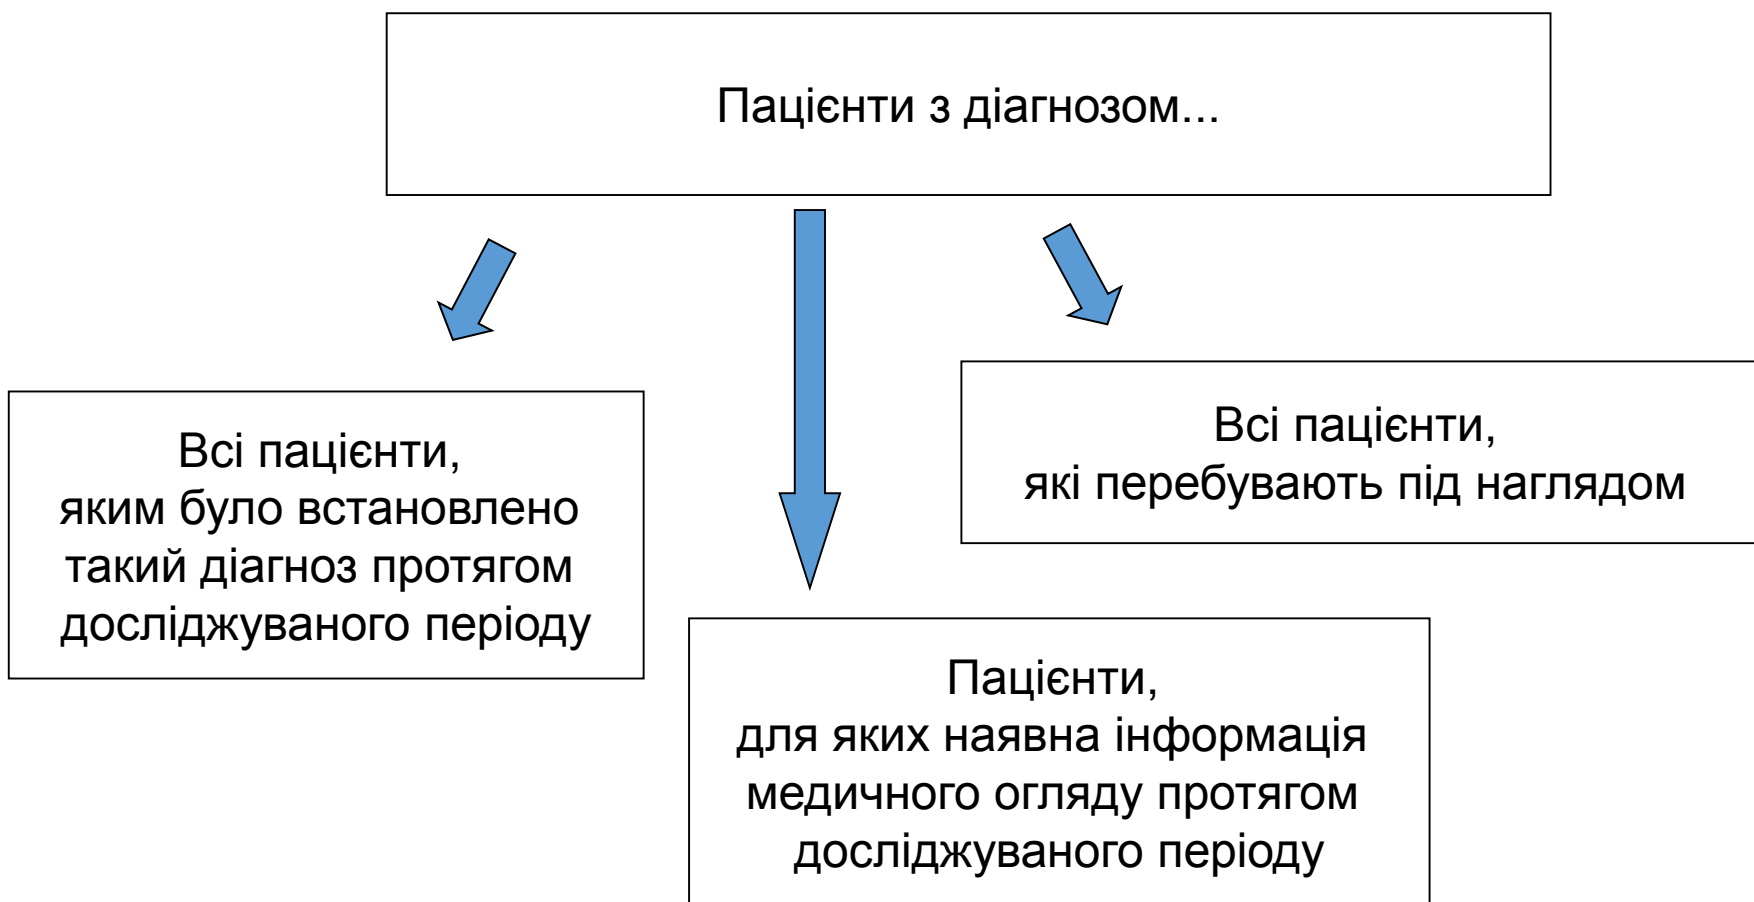 Пацієнти з діагнозом...
Всі пацієнти,
яким було встановлено
такий діагноз протягом
досліджуваного періоду
Всі пацієнти,
які перебувають під наглядом
Пацієнти,
для яких наявна інформація
медичного огляду протягом
досліджуваного періоду